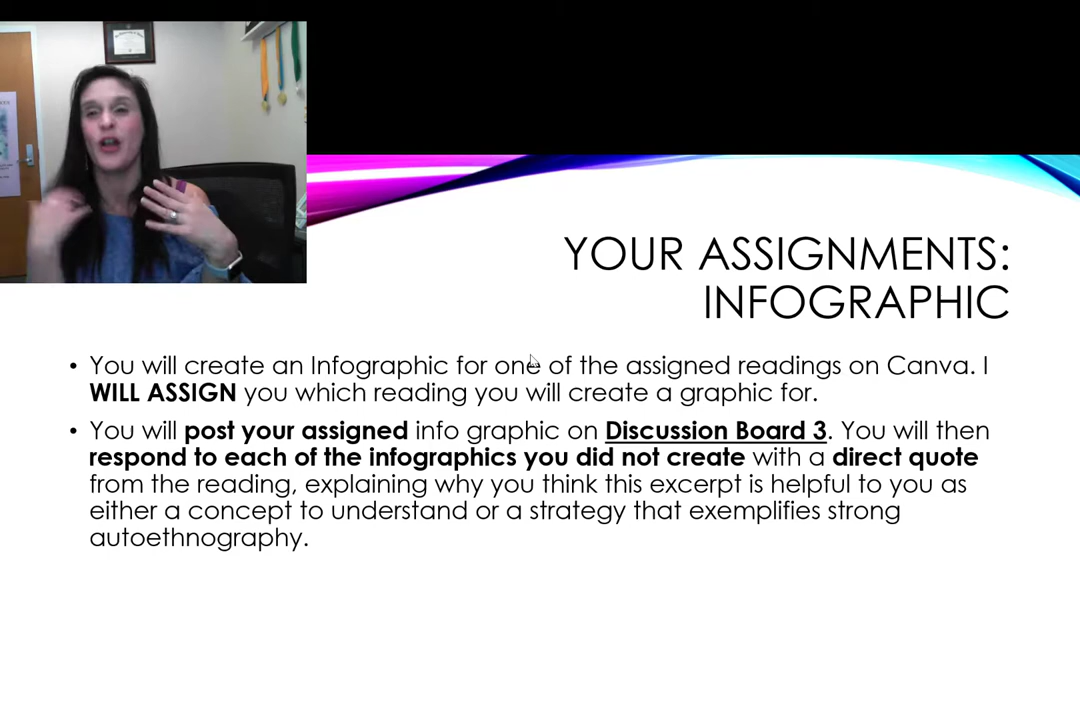 YOUR ASSIGNMENTS:
INFOGRAPHIC
• You will create an Infographic for one of the assigned readings on Canva. I
WILL ASSIGN you which reading you will create a graphic for.
• You will post your assigned info graphic on Discussion Board 3. You will then
respond to each of the infographics you did not create with a direct quote
from the reading, explaining why you think this excerpt is helpful to you as
either a concept to understand or a strategy that exemplifies strong
autoethnography.